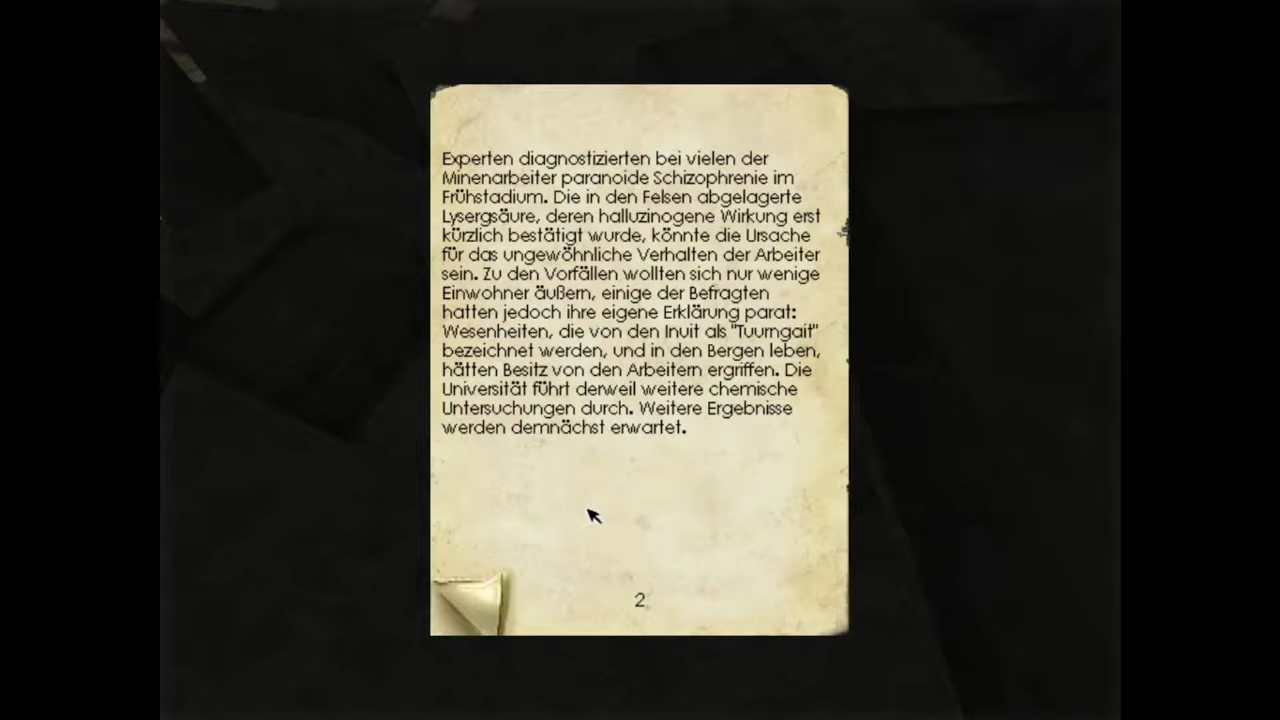 Experten diagnostizierten bei vielen der
Minenarbeiter paranoide Schizophrenie im
Frühstadium. Die in den Felsen abgelagerte
Lysergsäure, deren halluzinogene Wirkung erst
kürzlich bestätigt wurde, könnte die Ursache
für das ungewöhnliche Verhalten der Arbeiter
sein. Zu den Vorfällen wollten sich nur wenige
Einwohner äußern, einige der Befragten
hatten jedoch ihre eigene Erklärung parat:
Wesenheiten, die von den Inuit als "Tuurngait"
bezeichnet werden, und in den Bergen leben,
hätten Besitz von den Arbeitern ergriffen. Die
Universität führt derweil weitere chemische
Untersuchungen durch. Weitere Ergebnisse
werden demnächst erwartet.
2